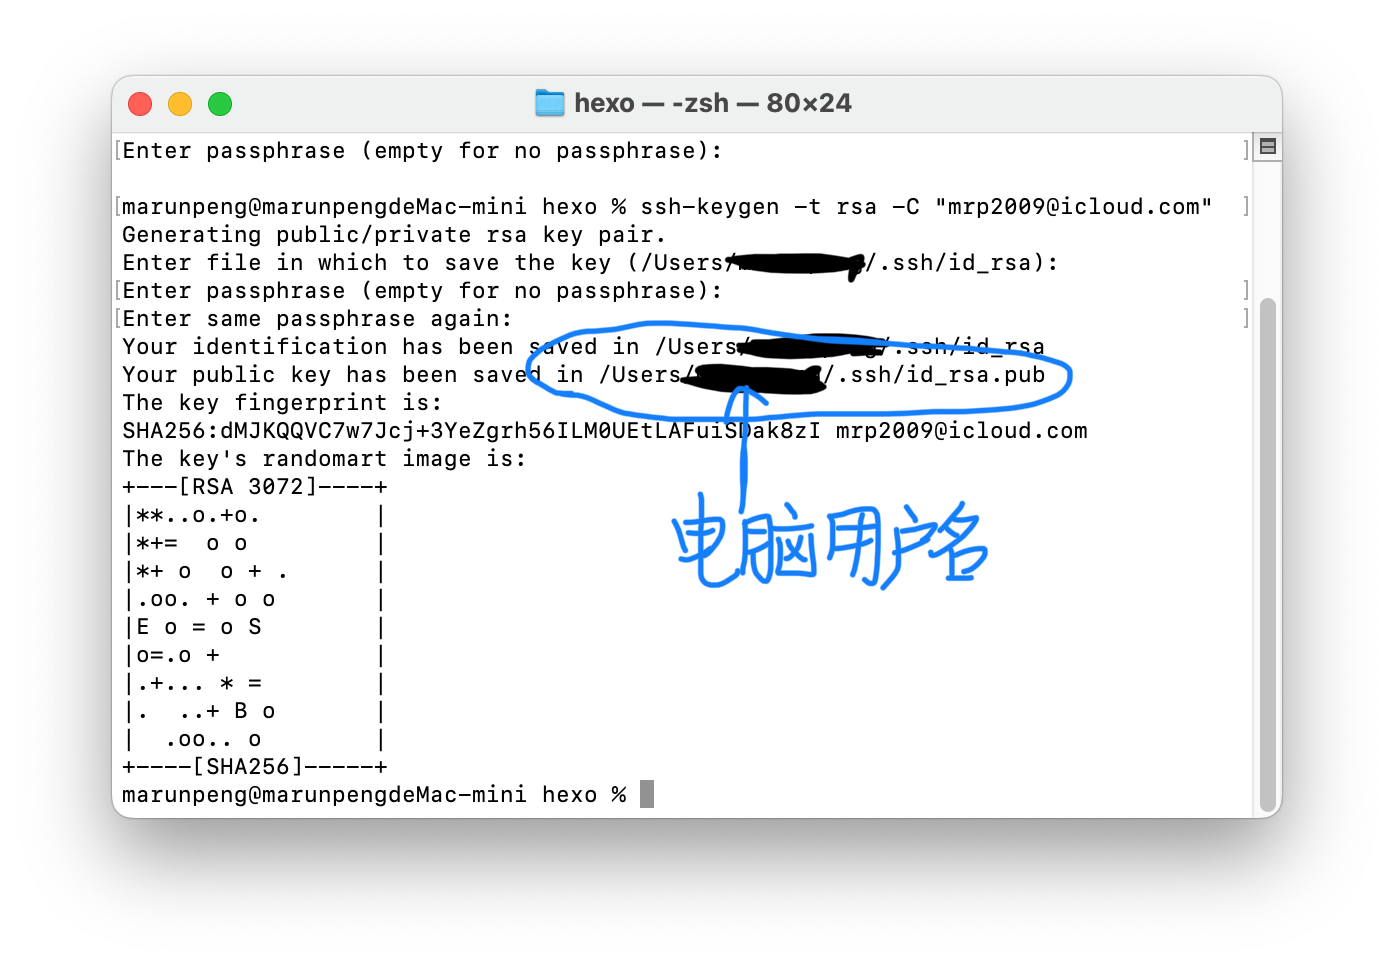 hexo — -zsh — 80×24
Enter passphrase (empty for no passphrase):
marunpeng@marunpengdeMac-mini hexo % ssh-keygen -t rsa -C "mrp2009@icloud.com"
Generating public/private rsa key pair.
Enter file in which to save the key (/Users/ /.ssh/id_rsa):
Enter passphrase (empty for no passphrase):
Enter same passphrase again:
Your identification has been saved in /Users/ /.ssh/id_rsa
Your public key has been saved in /Users/ /.ssh/id_rsa.pub
The key fingerprint is:
SHA256:dMJKQQVC7w7Jcj+3YeZgrh56ILM0UEtLAFuiSDak8zI mrp2009@icloud.com
The key's randomart image is:
+---[RSA 3072]----+
|**..o.+o.        |
|*+=  o o         |
|*+ o  o + .      |
|.oo. + o o       |
|E o = o S        |
|o=.o +           |
|.+... * =        |
|.  ..+ B o       |
|  .oo.. o        |
+----[SHA256]-----+
marunpeng@marunpengdeMac-mini hexo %
电脑用户名